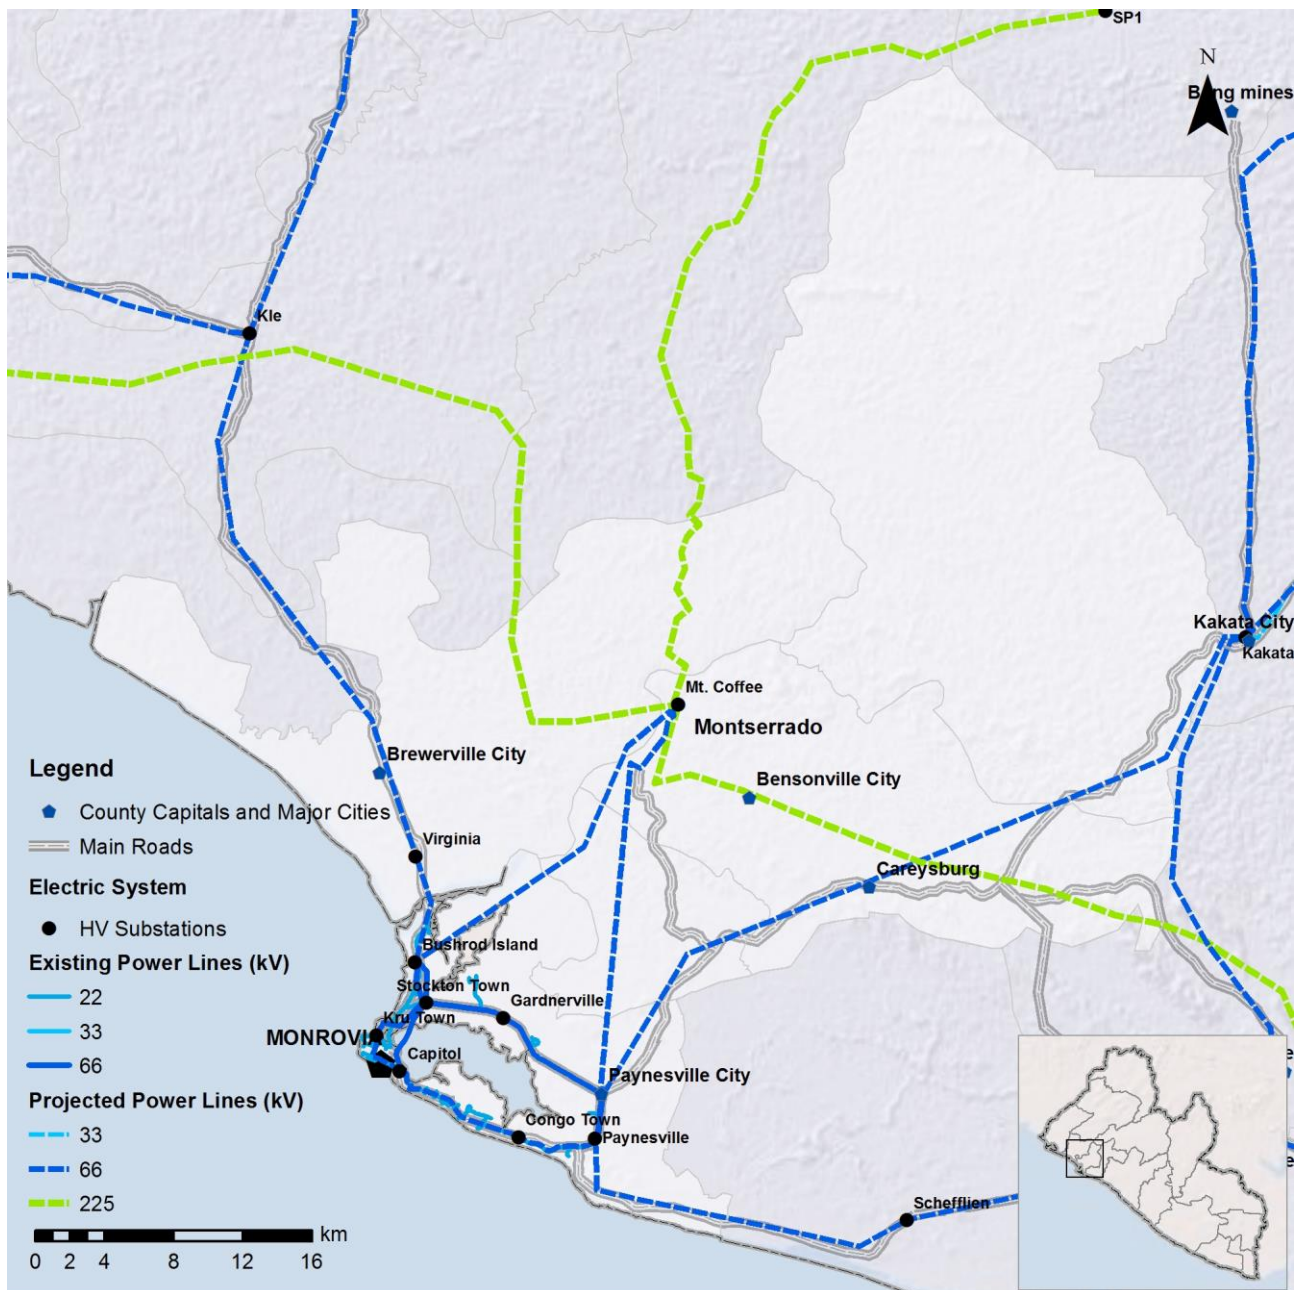 SP1
N
Bong mines
Kle
Kakata City
Kakata
Mt. Coffee
Montserrado
Brewerville City
Bensonville City
Virginia
Careysburg
Bushrod Island
Stockton Town
Gardnerville
Kru Town
MONROVI
Capitol
Paynesville City
Congo Town
Paynesville
Schefflien
Legend
County Capitals and Major Cities
Main Roads
Electric System
HV Substations
Existing Power Lines (kV)
22
33
66
Projected Power Lines (kV)
33
66
225
km
0 2 4 8 12 16